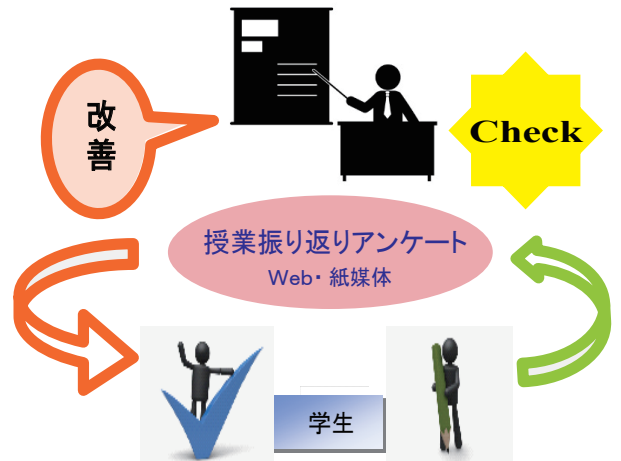 改
善
Check
授業振り返りアンケート
Web・紙媒体
学生